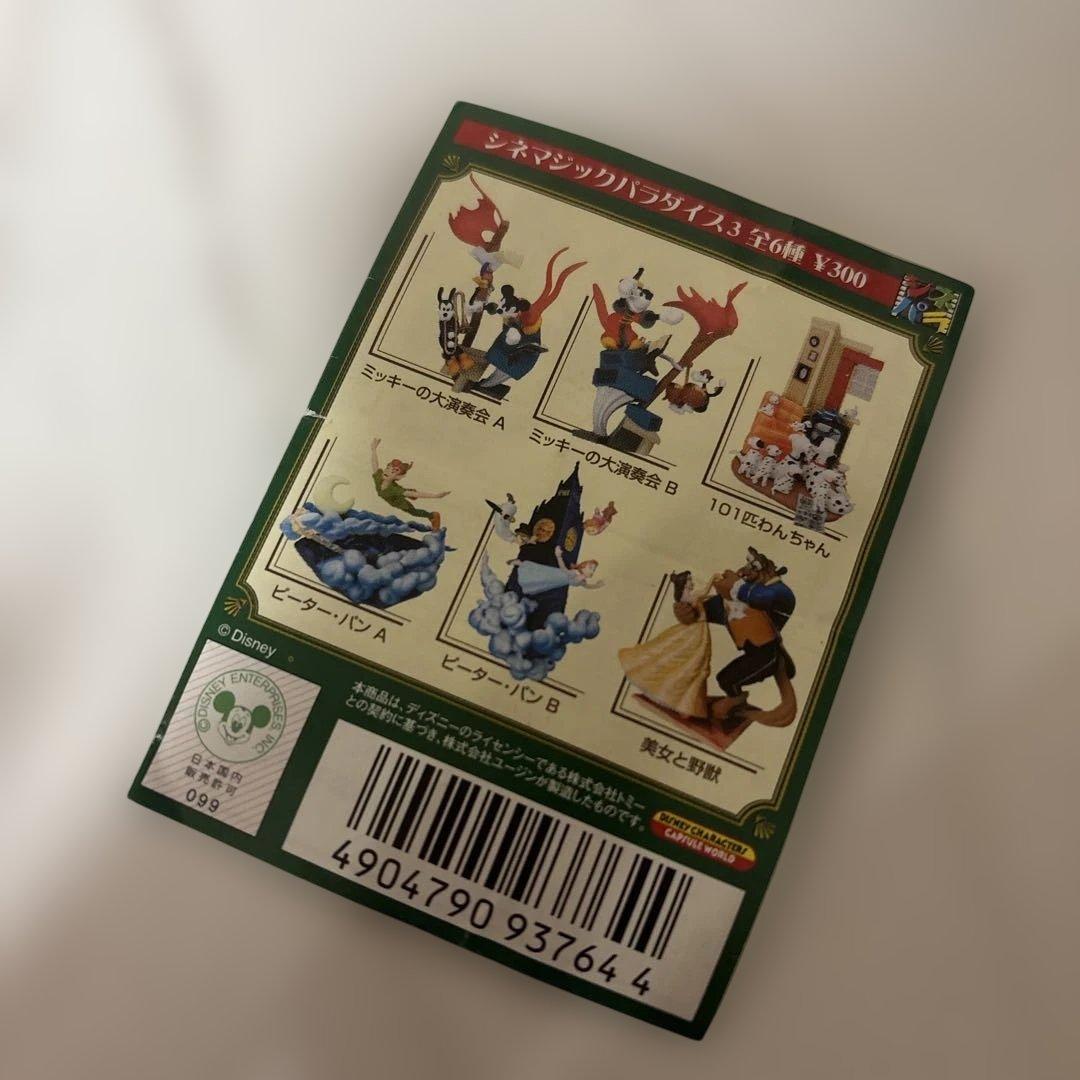 シネマジックパラダイス3 全6種 ¥300
シネパラ
ミッキーの大演奏会 A
ミッキーの大演奏会 B
101匹わんちゃん
ピーター・パン A
ピーター・パン B
美女と野獣
© Disney
©DISNEY ENTERPRISES INC.
日本国内
販売許可
099
本商品は、ディズニーのライセンシーである株式会社トミー
との契約に基づき、株式会社ユージンが製造したものです。
DISNEY CHARACTERS
CAPSULE WORLD
4904790 937644